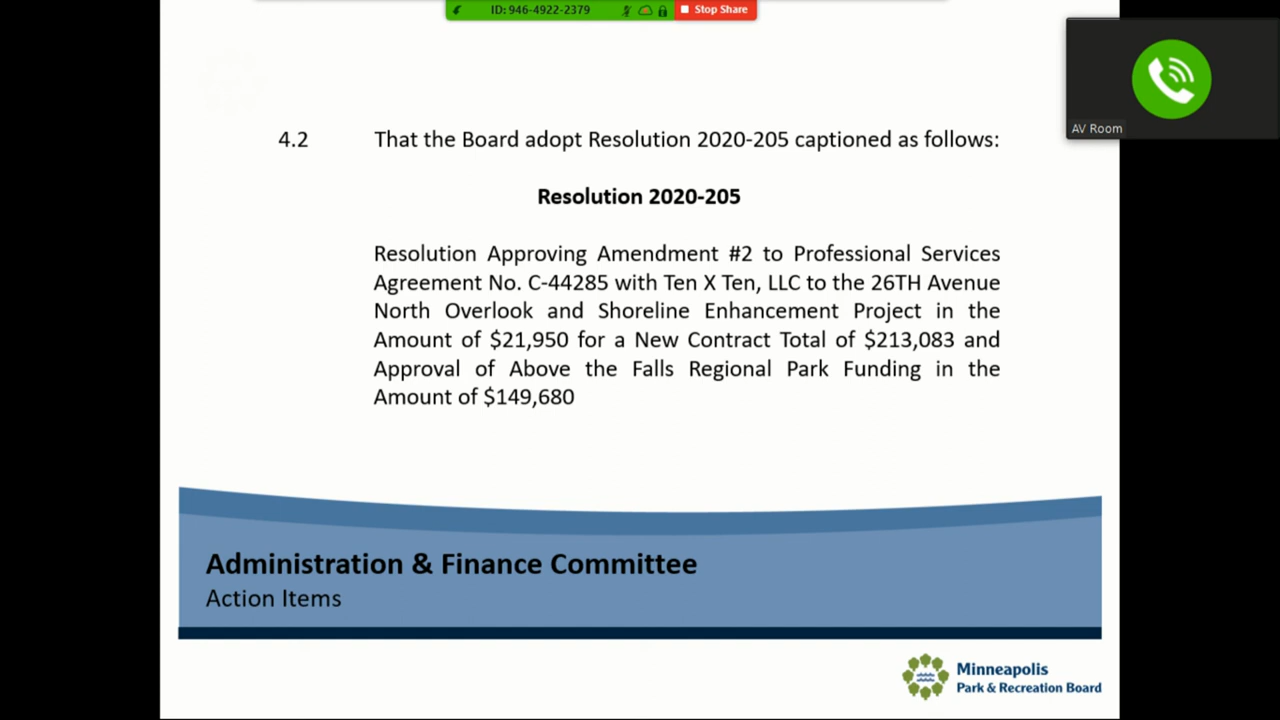 ID: 946-4922-2379
Stop Share
AV Room
4.2 That the Board adopt Resolution 2020-205 captioned as follows:
Resolution 2020-205
Resolution Approving Amendment #2 to Professional Services
Agreement No. C-44285 with Ten X Ten, LLC to the 26TH Avenue
North Overlook and Shoreline Enhancement Project in the
Amount of $21,950 for a New Contract Total of $213,083 and
Approval of Above the Falls Regional Park Funding in the
Amount of $149,680
Administration & Finance Committee
Action Items
Minneapolis
Park & Recreation Board